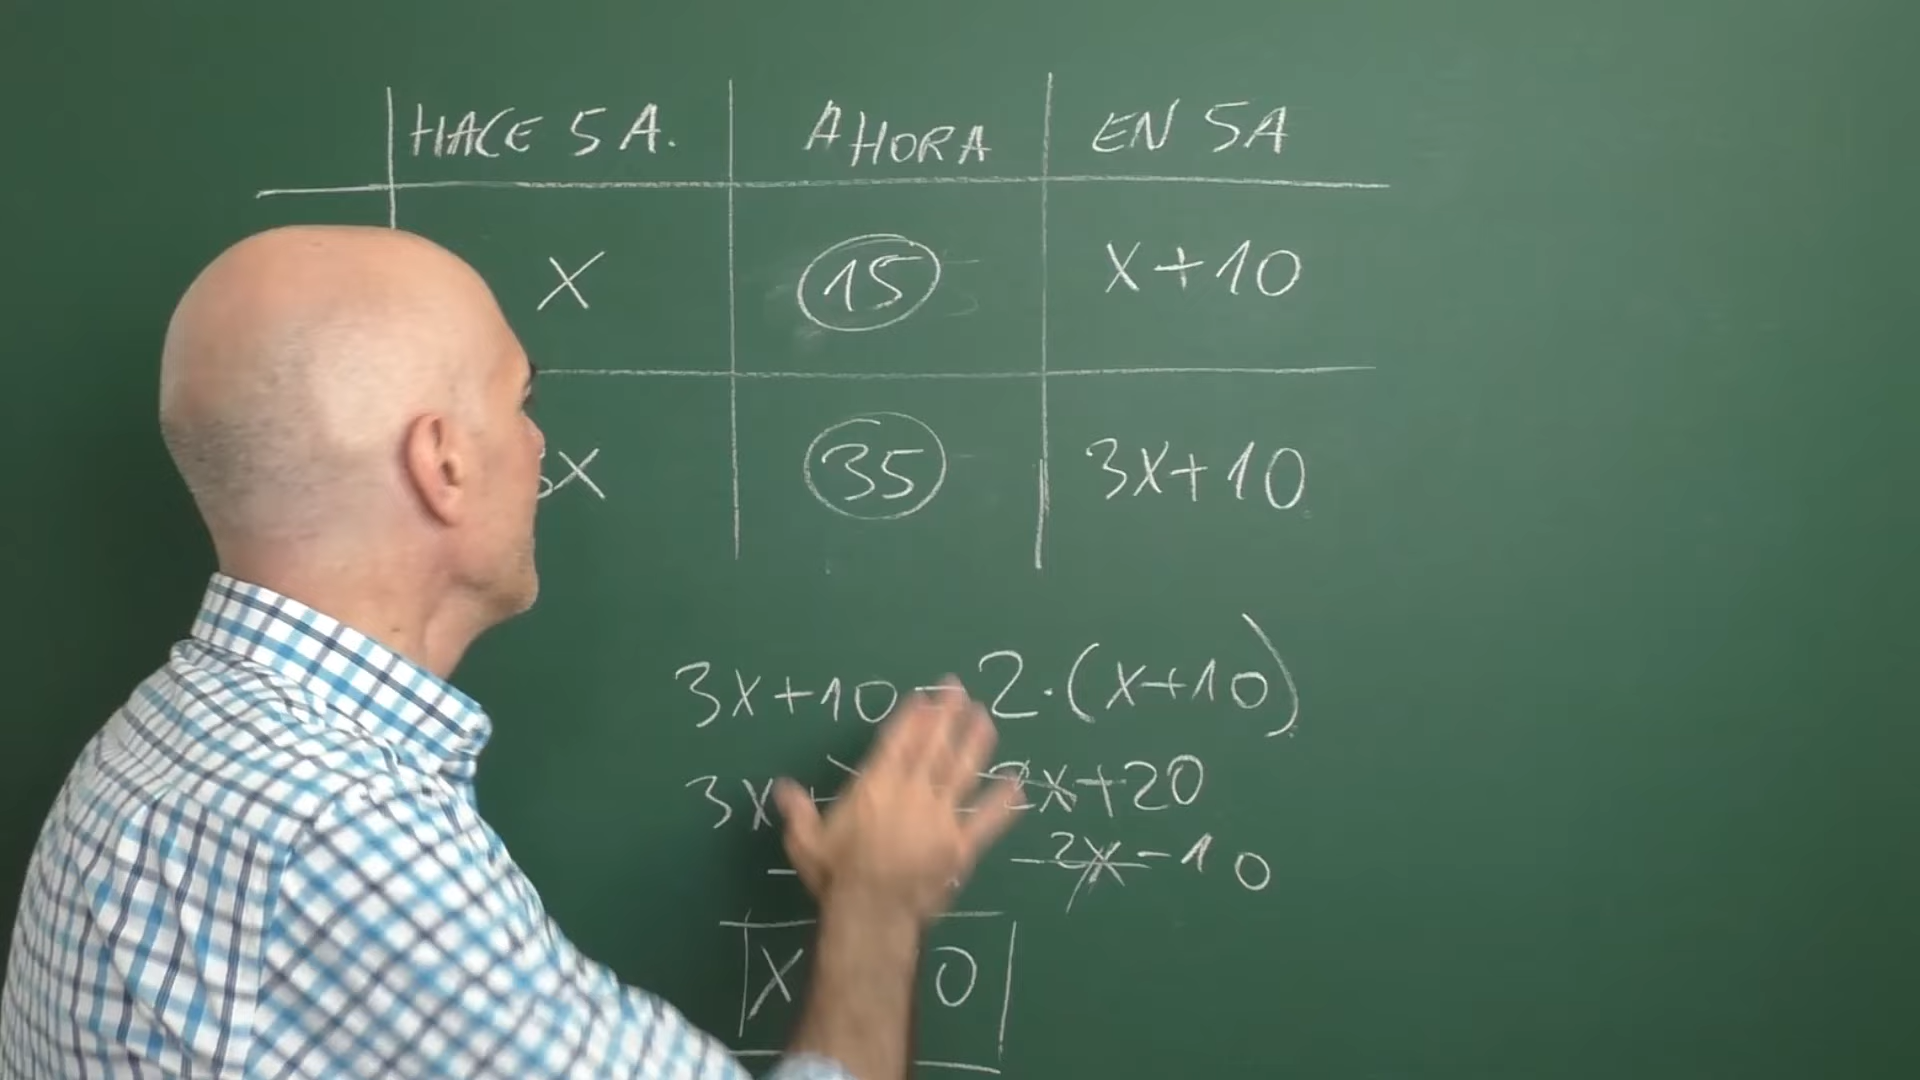 HACE 5 A. AHORA EN 5A
X 15 X+10
X 35 3X+10
3X+10 = 2·(X+10)
3X 2X+20
- 2X-10
X 0